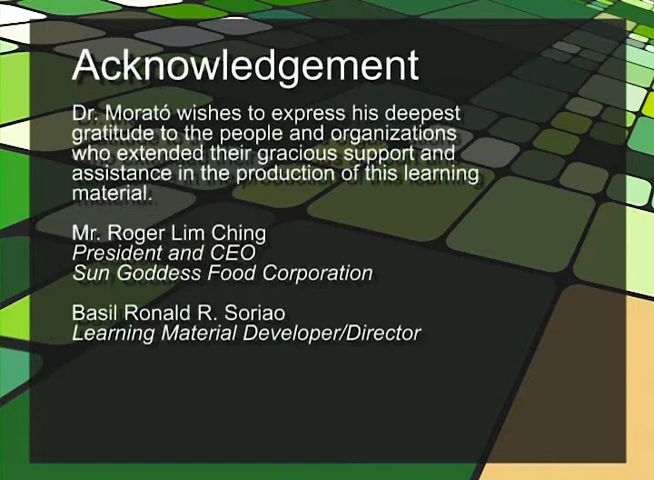 Acknowledgement
Dr. Morató wishes to express his deepest
gratitude to the people and organizations
who extended their gracious support and
assistance in the production of this learning
material.
Mr. Roger Lim Ching
President and CEO
Sun Goddess Food Corporation
Basil Ronald R. Soriao
Learning Material Developer/Director